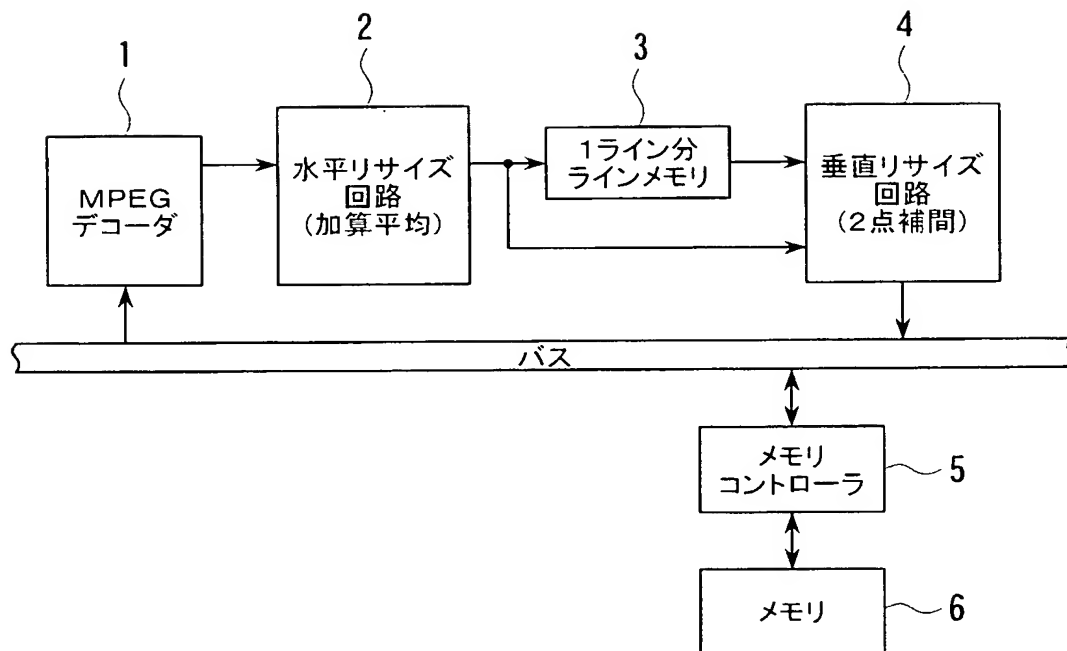 1
2
3
4
MPEG
デコーダ
水平リサイズ
回路
(加算平均)
1ライン分
ラインメモリ
垂直リサイズ
回路
(2点補間)
バス
メモリ
コントローラ
5
メモリ
6